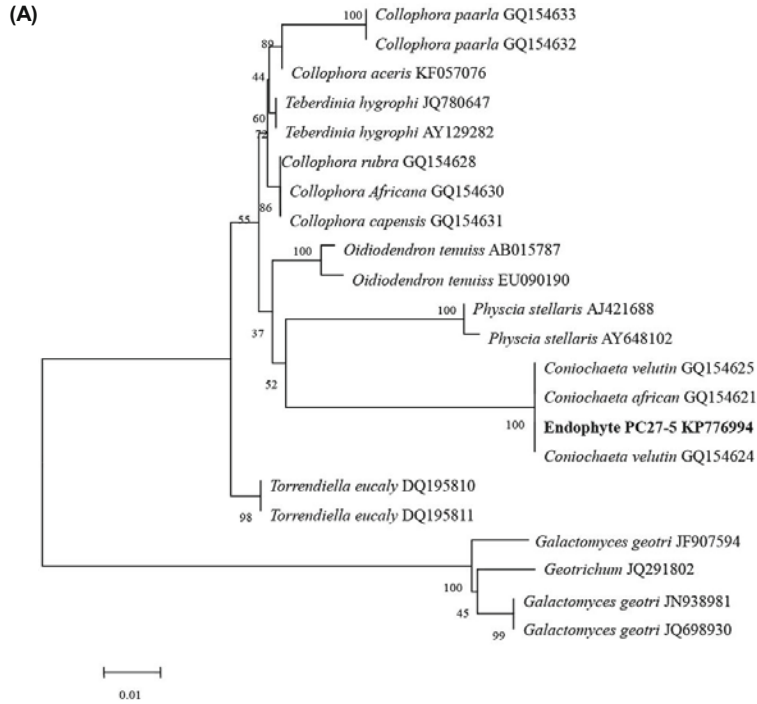 (A)
100
Collophora paarla GQ154633
Collophora paarla GQ154632
89
Collophora aceris KF057076
44
Teberdinia hygrophi JQ780647
60
Teberdinia hygrophi AY129282
72
Collophora rubra GQ154628
Collophora Africana GQ154630
86
Collophora capensis GQ154631
55
100
Oidiodendron tenuiss AB015787
Oidiodendron tenuiss EU090190
37
100
Physcia stellaris AJ421688
Physcia stellaris AY648102
52
Coniochaeta velutin GQ154625
Coniochaeta african GQ154621
100
Endophyte PC27-5 KP776994
Coniochaeta velutin GQ154624
Torrendiella eucaly DQ195810
98
Torrendiella eucaly DQ195811
Galactomyces geotri JF907594
100
Geotrichum JQ291802
45
Galactomyces geotri JN938981
99
Galactomyces geotri JQ698930
0.01